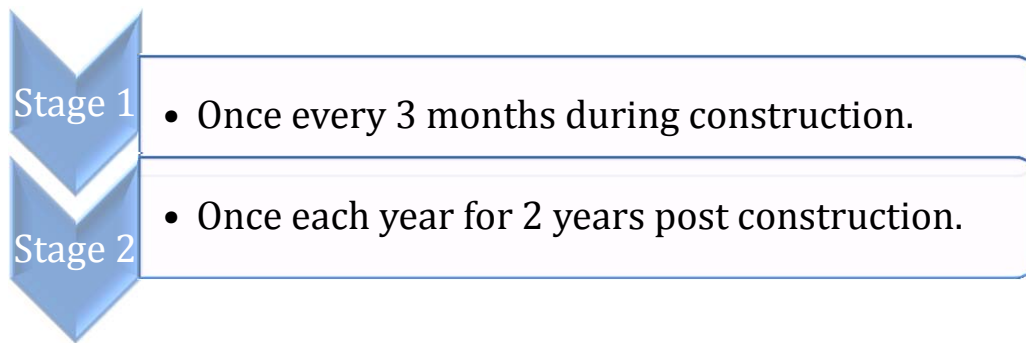 Stage 1
• Once every 3 months during construction.
Stage 2
• Once each year for 2 years post construction.